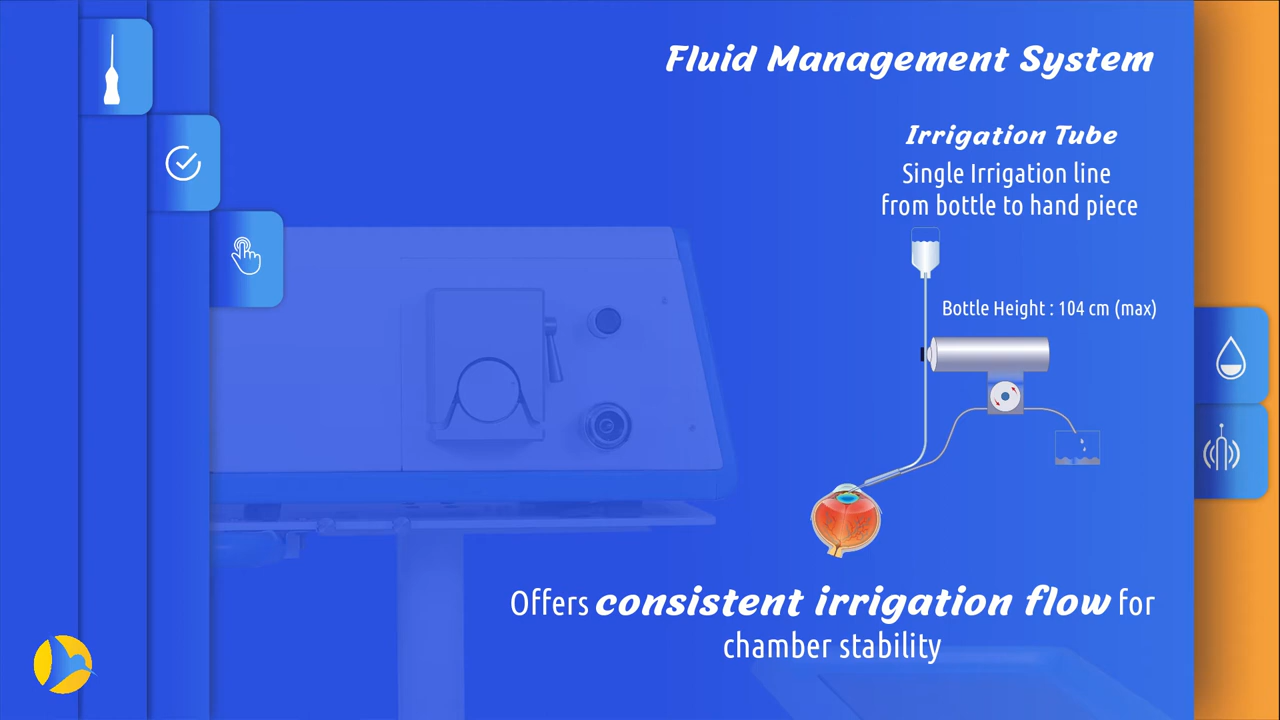 Fluid Management System
Irrigation Tube
Single Irrigation line
from bottle to hand piece
Bottle Height : 104 cm (max)
Offers consistent irrigation flow for
chamber stability